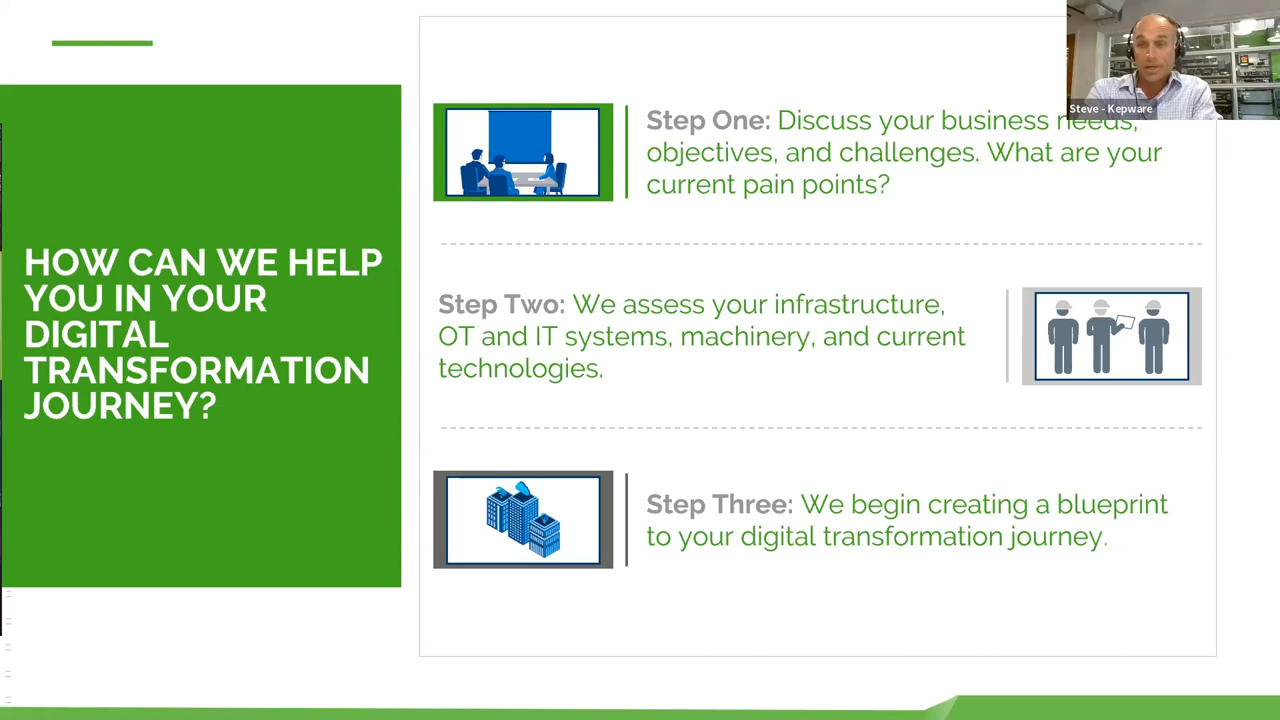 HOW CAN WE HELP
YOU IN YOUR
DIGITAL
TRANSFORMATION
JOURNEY?
Step One: Discuss your business needs,
objectives, and challenges. What are your
current pain points?
Step Two: We assess your infrastructure,
OT and IT systems, machinery, and current
technologies.
Step Three: We begin creating a blueprint
to your digital transformation journey.
Steve - Kepware